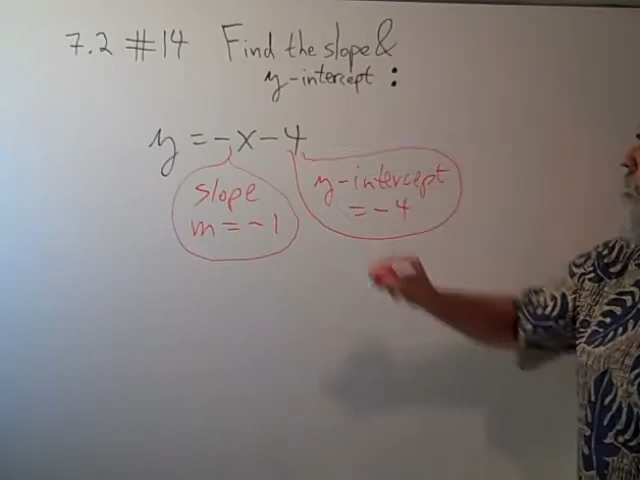 7.2 #14 Find the slope &
y-intercept :
y = -x - 4
slope
m = -1
y-intercept
= -4